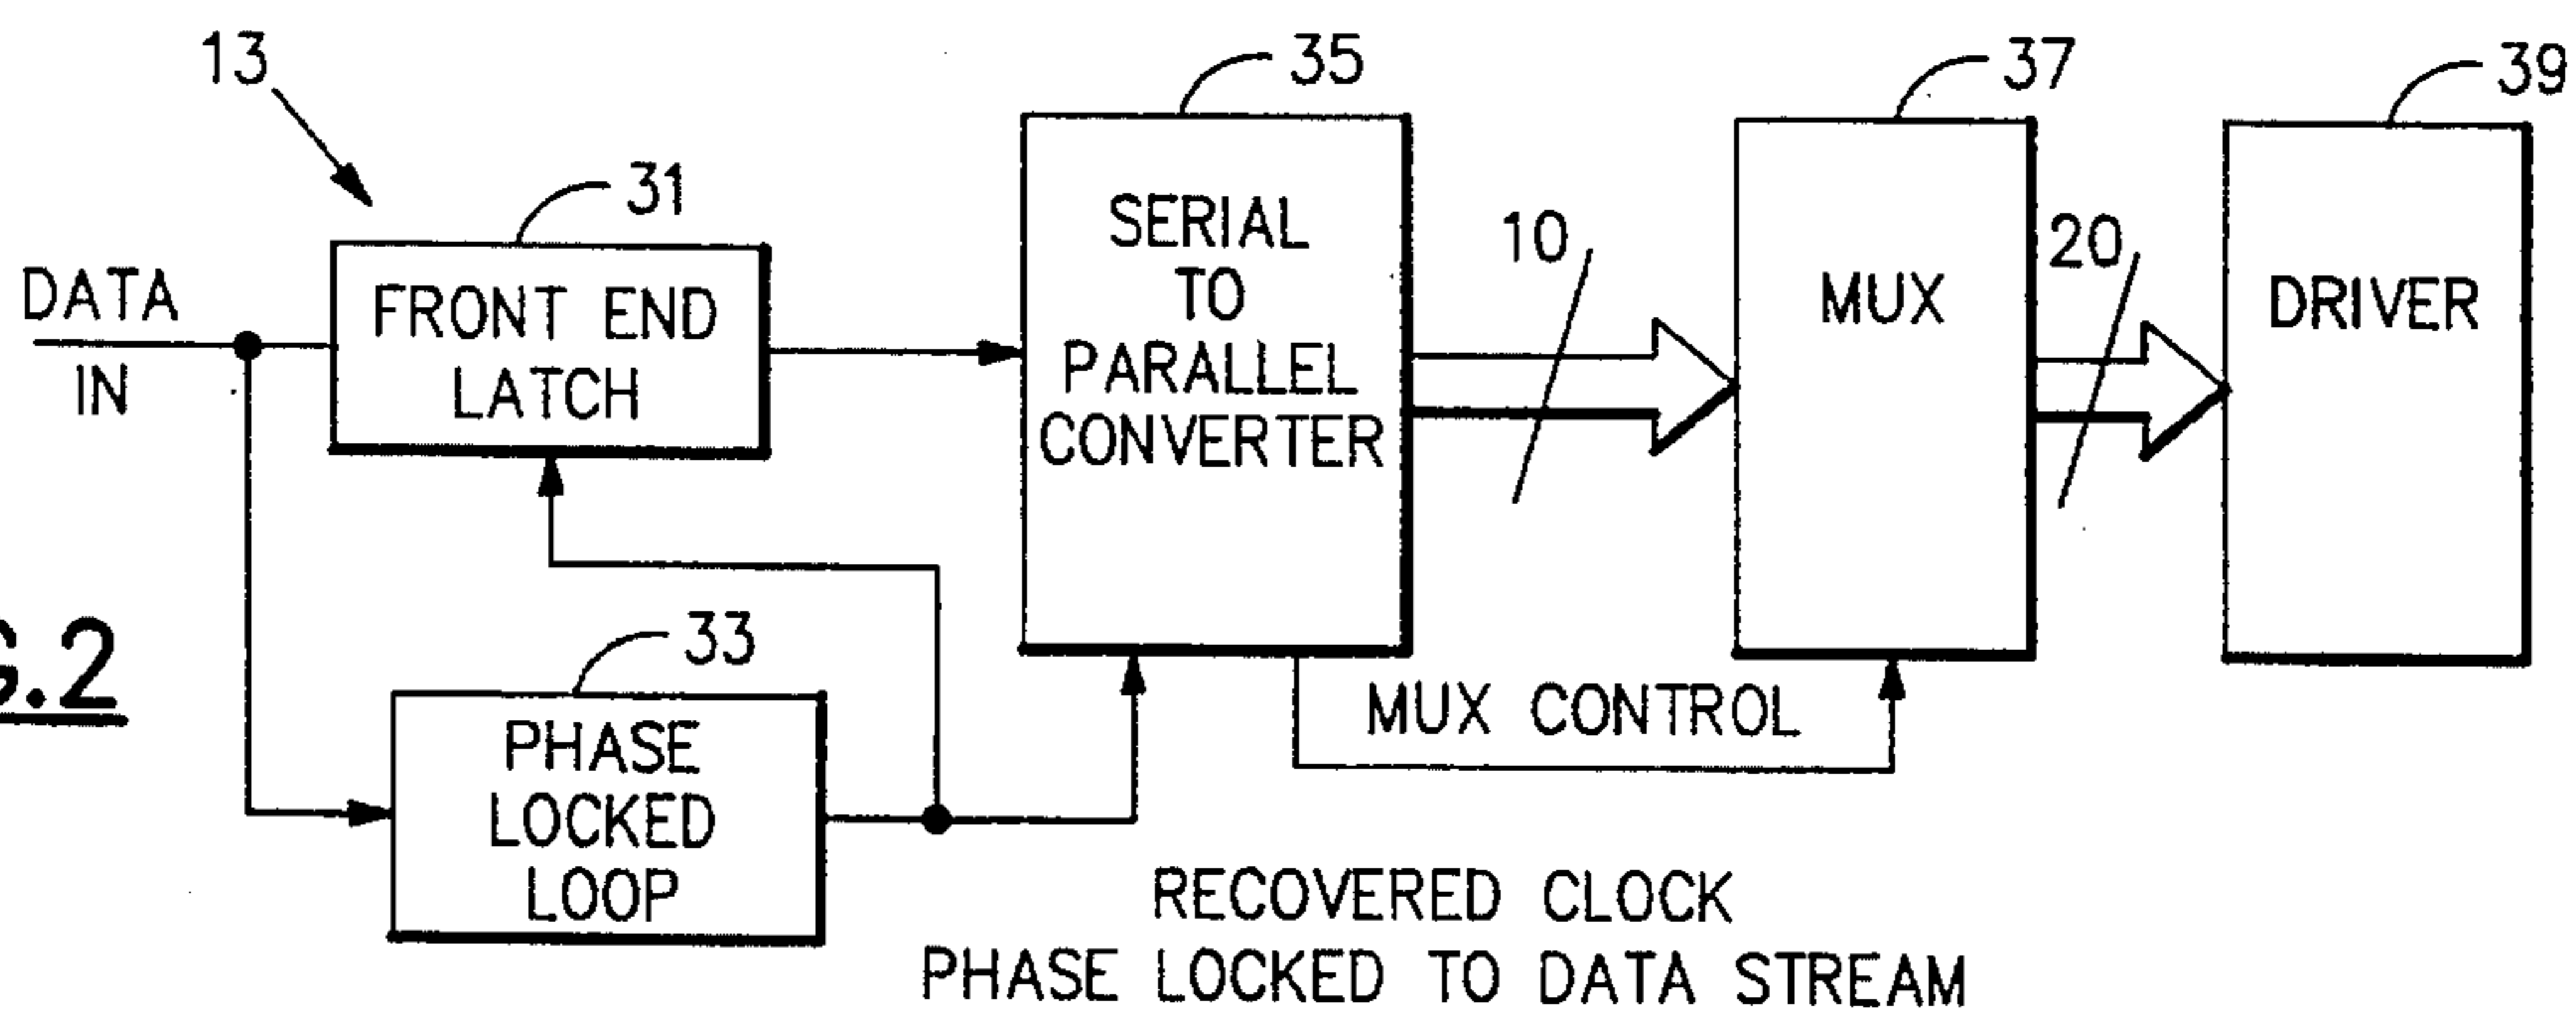 13
31
35
37
39
DATA
IN
FRONT END
LATCH
SERIAL
TO
PARALLEL
CONVERTER
10
MUX
20
DRIVER
G.2
33
PHASE
LOCKED
LOOP
MUX CONTROL
RECOVERED CLOCK
PHASE LOCKED TO DATA STREAM